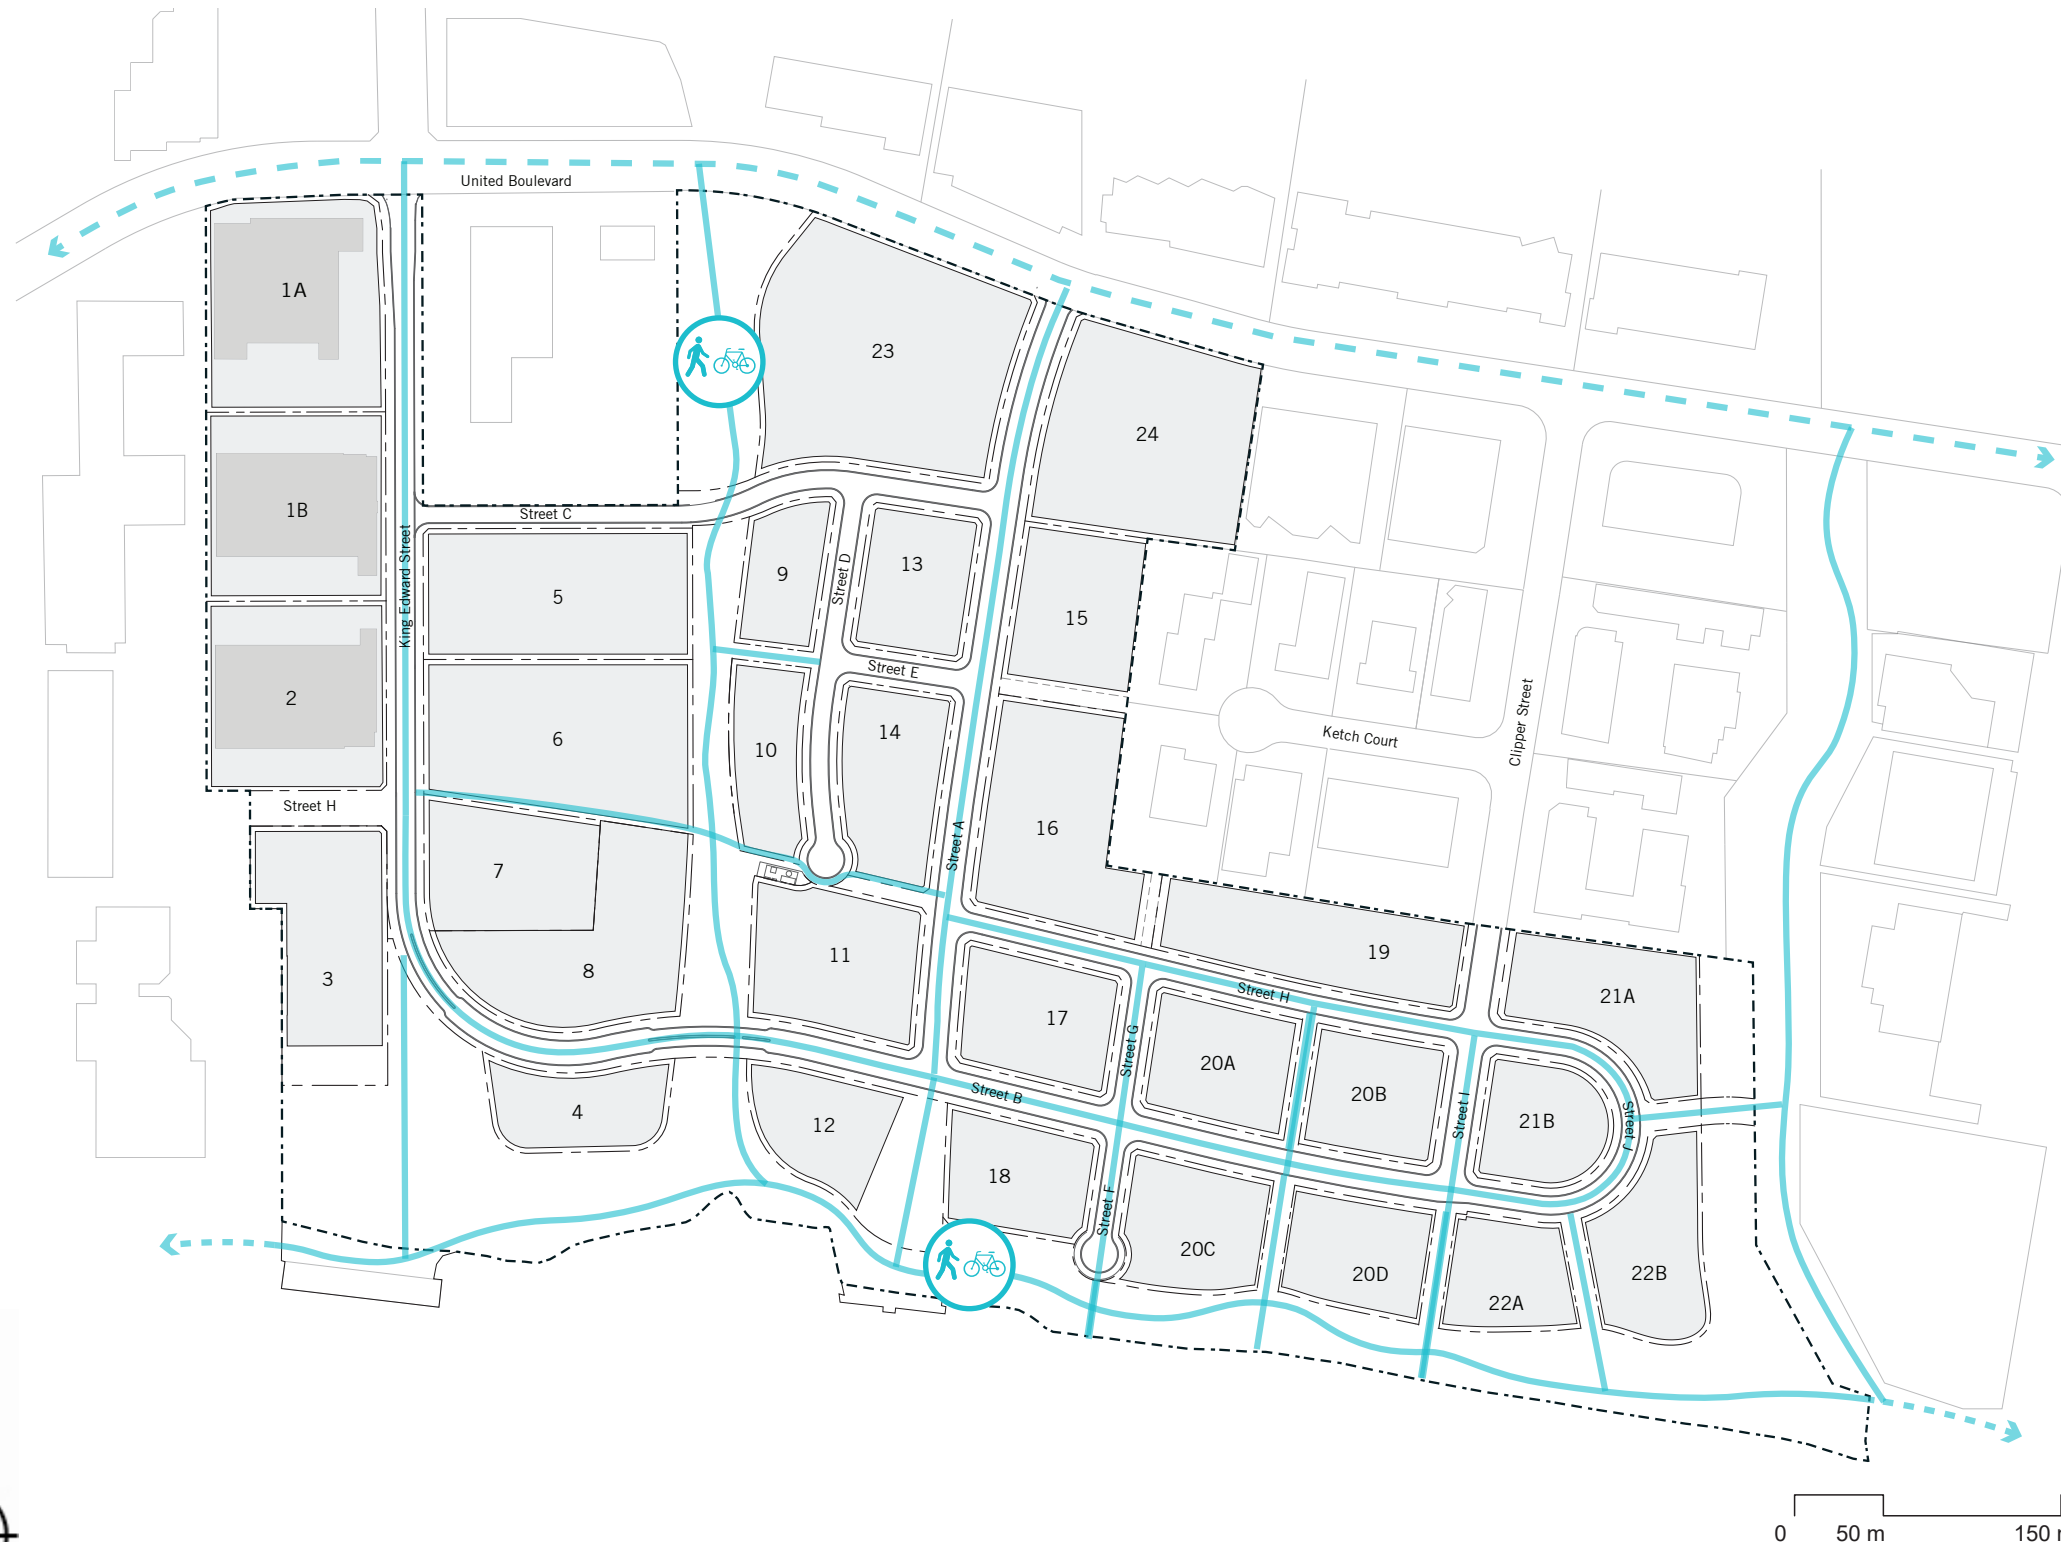 United Boulevard
1A
23
24
1B
Street C
King Edward Street
5
9
Street D
13
15
2
6
10
Street E
14
Ketch Court
Clipper Street
Street H
7
16
Street A
3
8
11
19
Street H
21A
17
Street G
20A
20B
Street I
21B
Street J
4
12
Street B
18
Street F
20C
20D
22A
22B
0
50 m
150